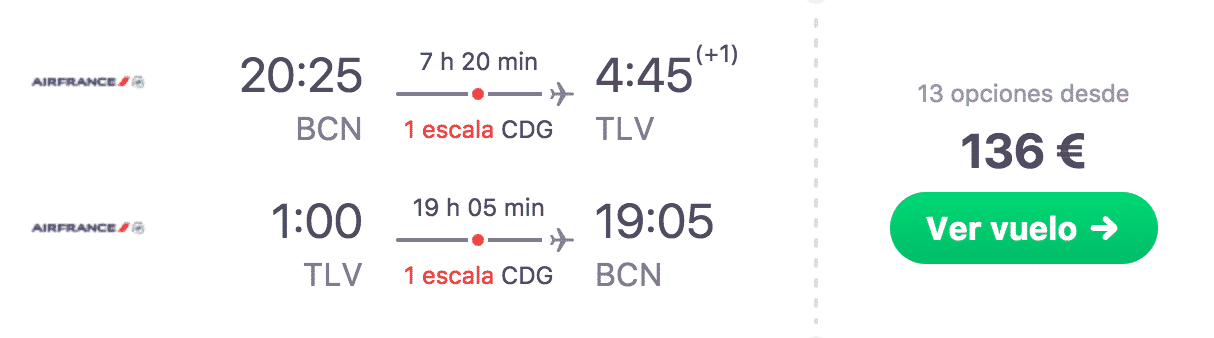 AIRFRANCE
20:25
7 h 20 min
4:45(+1)
BCN
1 escala CDG
TLV
AIRFRANCE
1:00
19 h 05 min
19:05
TLV
1 escala CDG
BCN
13 opciones desde
136 €
Ver vuelo →